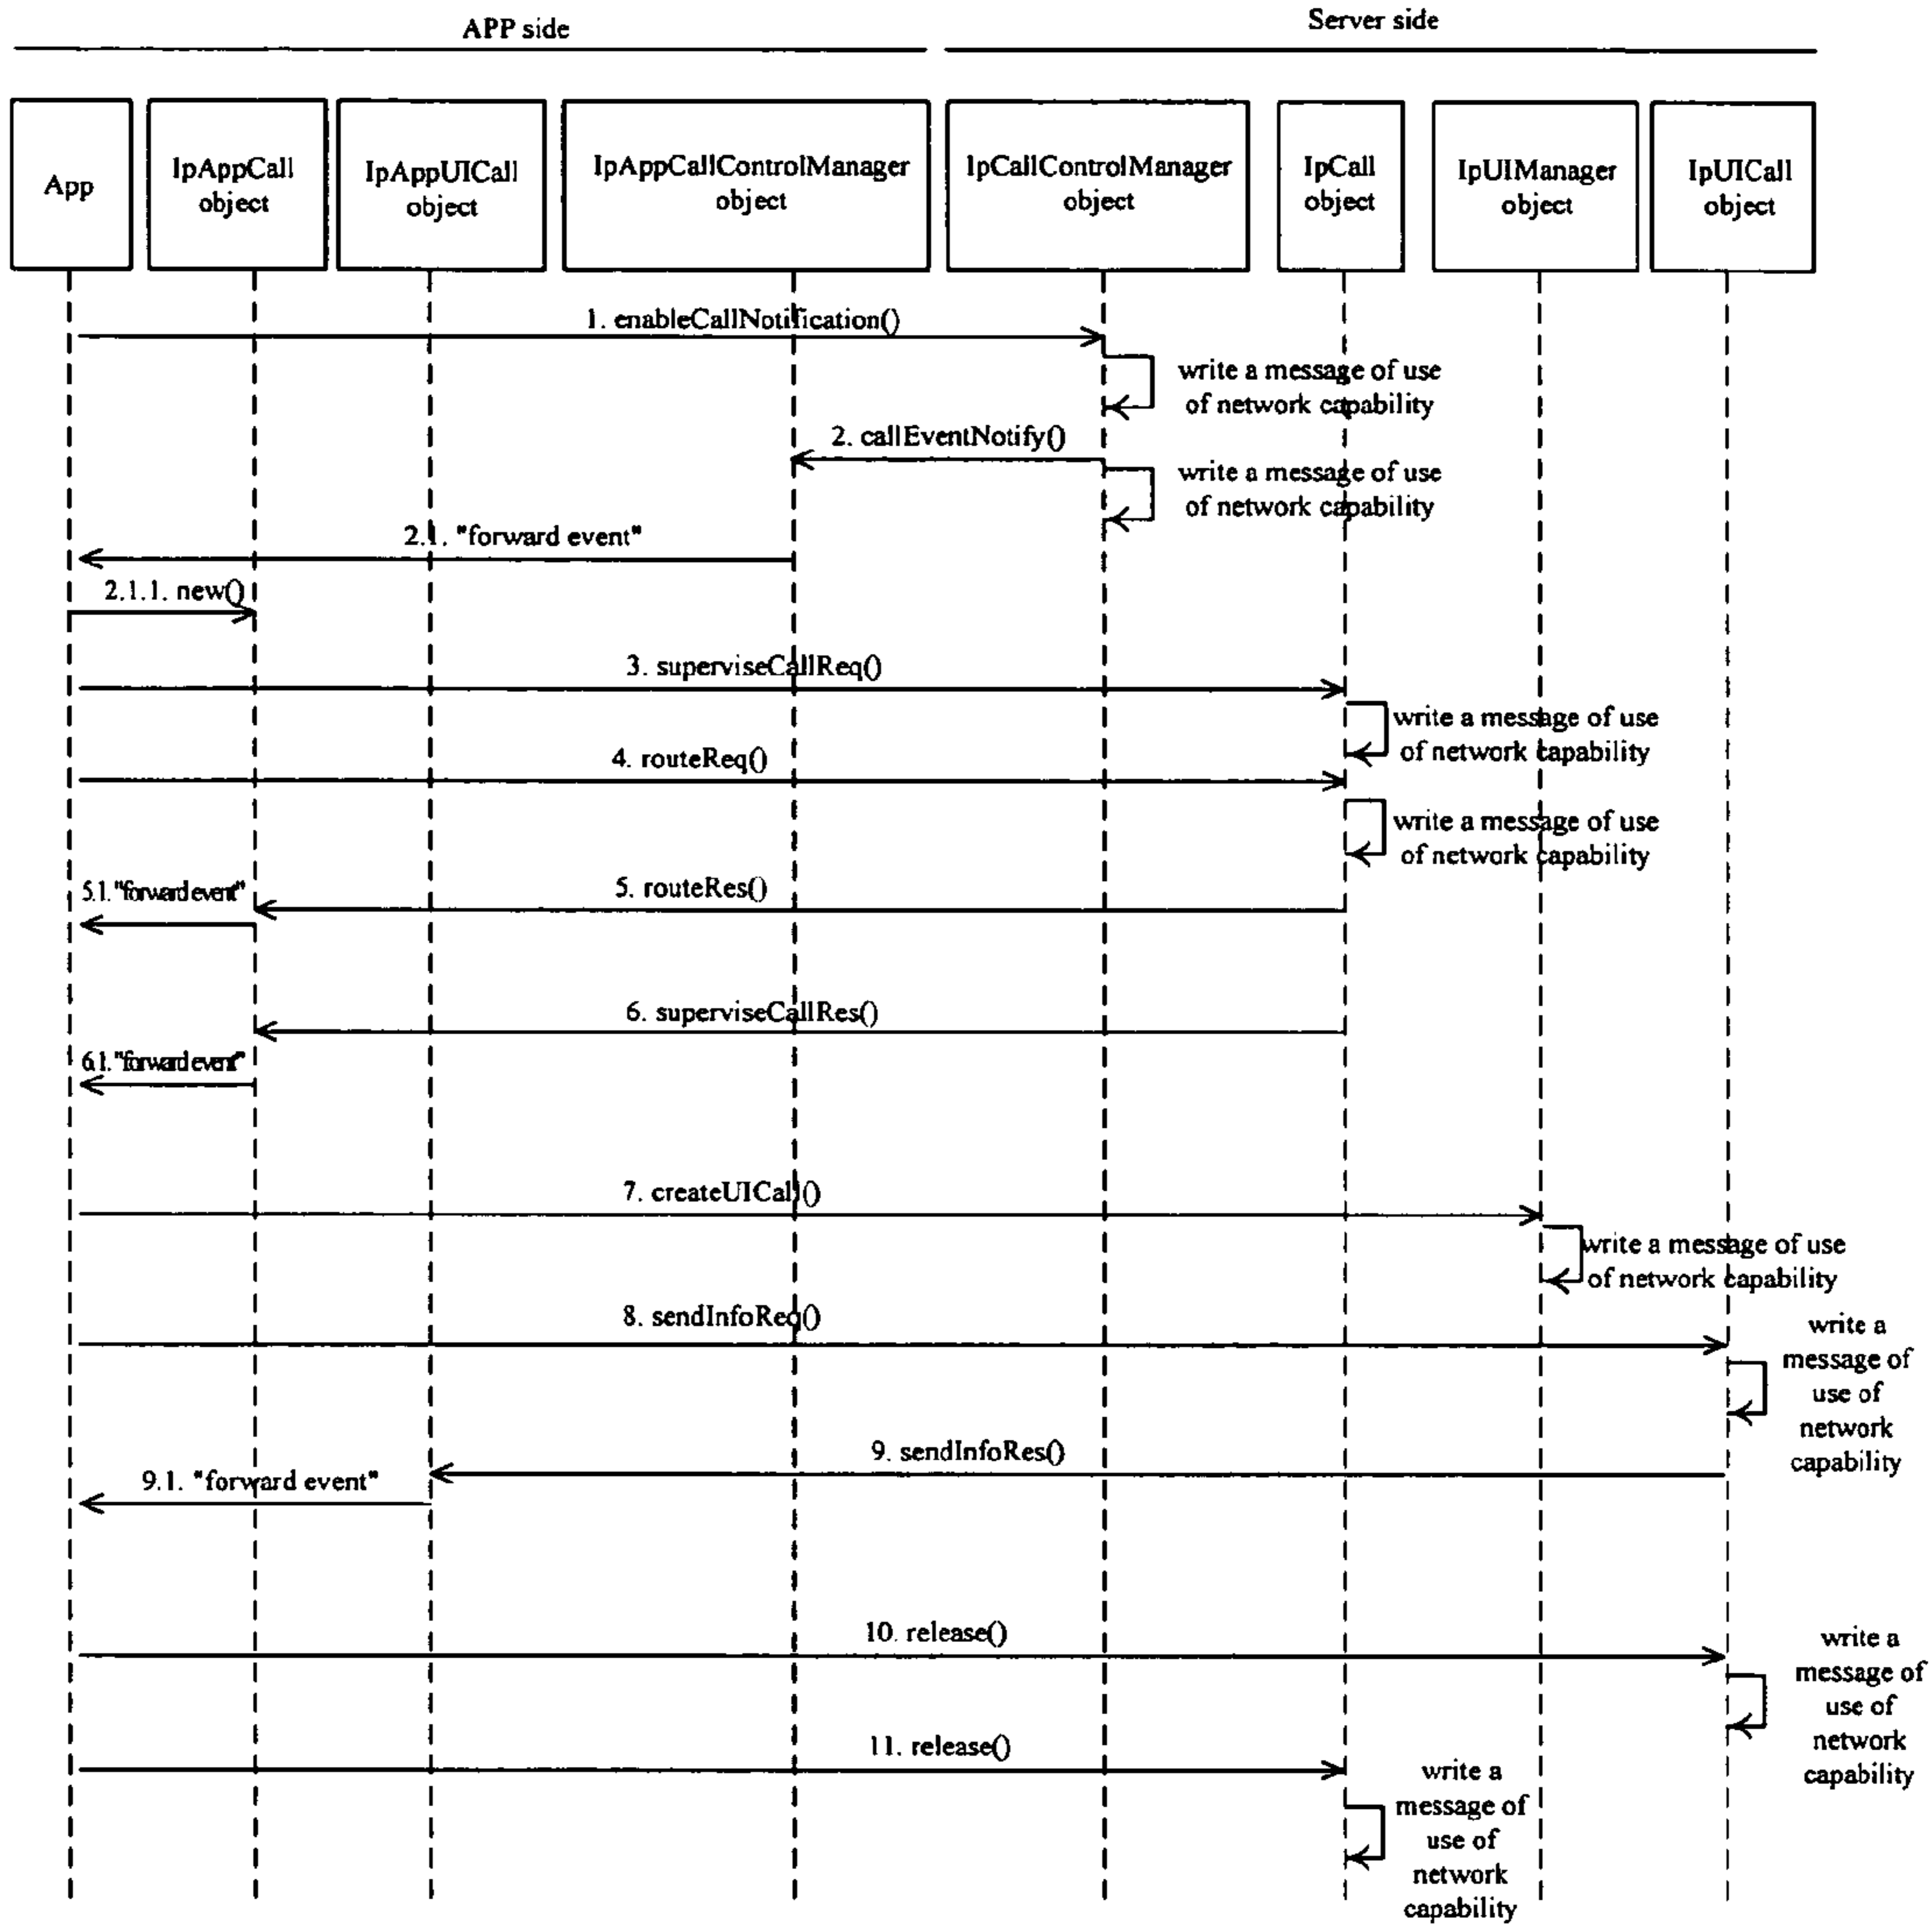 APP side
Server side
App
IpAppCall
object
IpAppUICall
object
IpAppCallControlManager
object
IpCallControlManager
object
IpCall
object
IpUIManager
object
IpUICall
object
1. enableCallNotification()
write a message of use
of network capability
2. callEventNotify()
write a message of use
of network capability
2.1. "forward event"
2.1.1. new()
3. superviseCallReq()
write a message of use
of network capability
4. routeReq()
write a message of use
of network capability
5. routeRes()
5.1. "forward event"
6. superviseCallRes()
6.1. "forward event"
7. createUICall()
write a message of use
of network capability
8. sendInfoReq()
write a
message of
use of
network
capability
9. sendInfoRes()
9.1. "forward event"
10. release()
write a
message of
use of
network
capability
11. release()
write a
message of
use of
network
capability